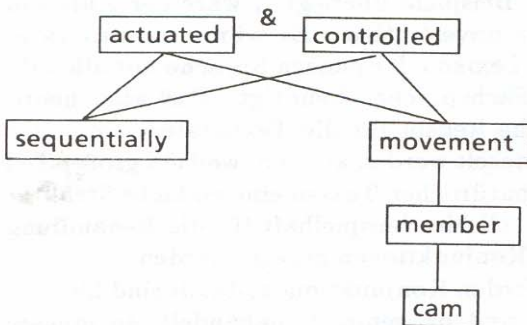 &
actuated controlled
sequentially movement
member
cam